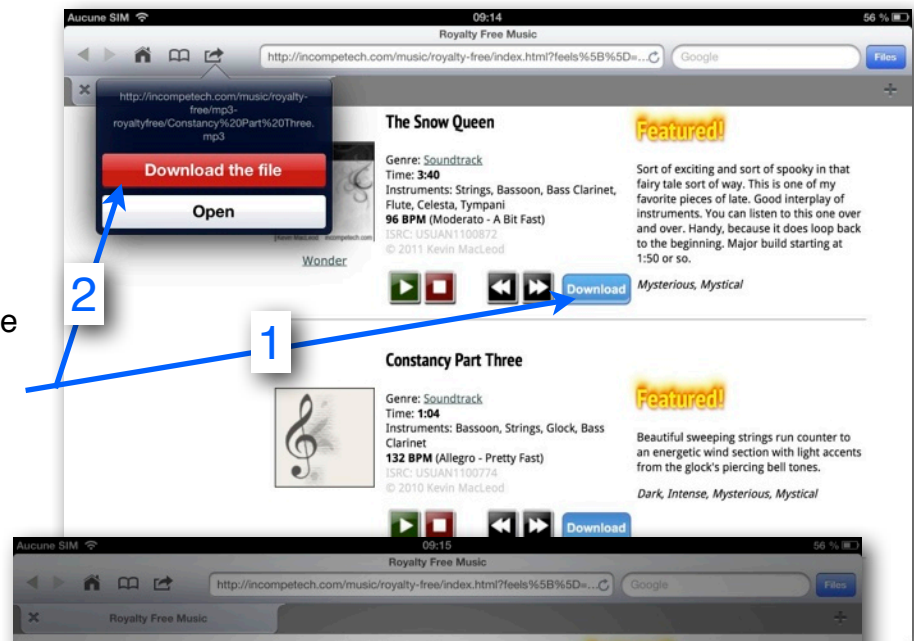 Aucune SIM 09:14 56 %
Royalty Free Music
http://incompetech.com/music/royalty-free/index.html?feels%5B%5D=... Google Files
http://incompetech.com/music/royalty-
free/mp3-
royaltyfree/Constancy%20Part%20Three.
mp3
Download the file
Open
Wonder
The Snow Queen
Genre: Soundtrack
Time: 3:40
Instruments: Strings, Bassoon, Bass Clarinet,
Flute, Celesta, Tympani
96 BPM (Moderato - A Bit Fast)
ISRC: USUAN1100872
© 2011 Kevin MacLeod
Download
Featured!
Sort of exciting and sort of spooky in that
fairy tale sort of way. This is one of my
favorite pieces of late. Good interplay of
instruments. You can listen to this one over
and over. Handy, because it does loop back
to the beginning. Major build starting at
1:50 or so.
Mysterious, Mystical
2
e
1
Constancy Part Three
Genre: Soundtrack
Time: 1:04
Instruments: Bassoon, Strings, Glock, Bass
Clarinet
132 BPM (Allegro - Pretty Fast)
ISRC: USUAN1100774
© 2010 Kevin MacLeod
Download
Featured!
Beautiful sweeping strings run counter to
an energetic wind section with light accents
from the glock's piercing bell tones.
Dark, Intense, Mysterious, Mystical
Aucune SIM 09:15 56 %
Royalty Free Music
http://incompetech.com/music/royalty-free/index.html?feels%5B%5D=... Google Files
Royalty Free Music